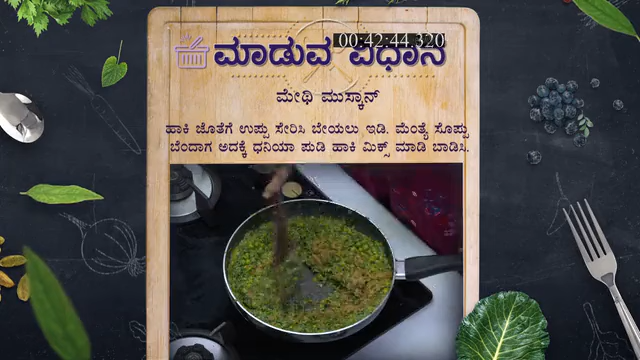 00:42:44.320
ಮಾಡುವ ವಿಧಾನ
ಮೇಥಿ ಮುಸ್ಕಾನ್
ಹಾಕಿ ಜೊತೆಗೆ ಉಪ್ಪು ಸೇರಿಸಿ ಬೇಯಲು ಇಡಿ. ಮೆಂತ್ಯೆ ಸೊಪ್ಪು
ಬೆಂದಾಗ ಅದಕ್ಕೆ ಧನಿಯಾ ಪುಡಿ ಹಾಕಿ ಮಿಕ್ಸ್ ಮಾಡಿ ಬಾಡಿಸಿ.